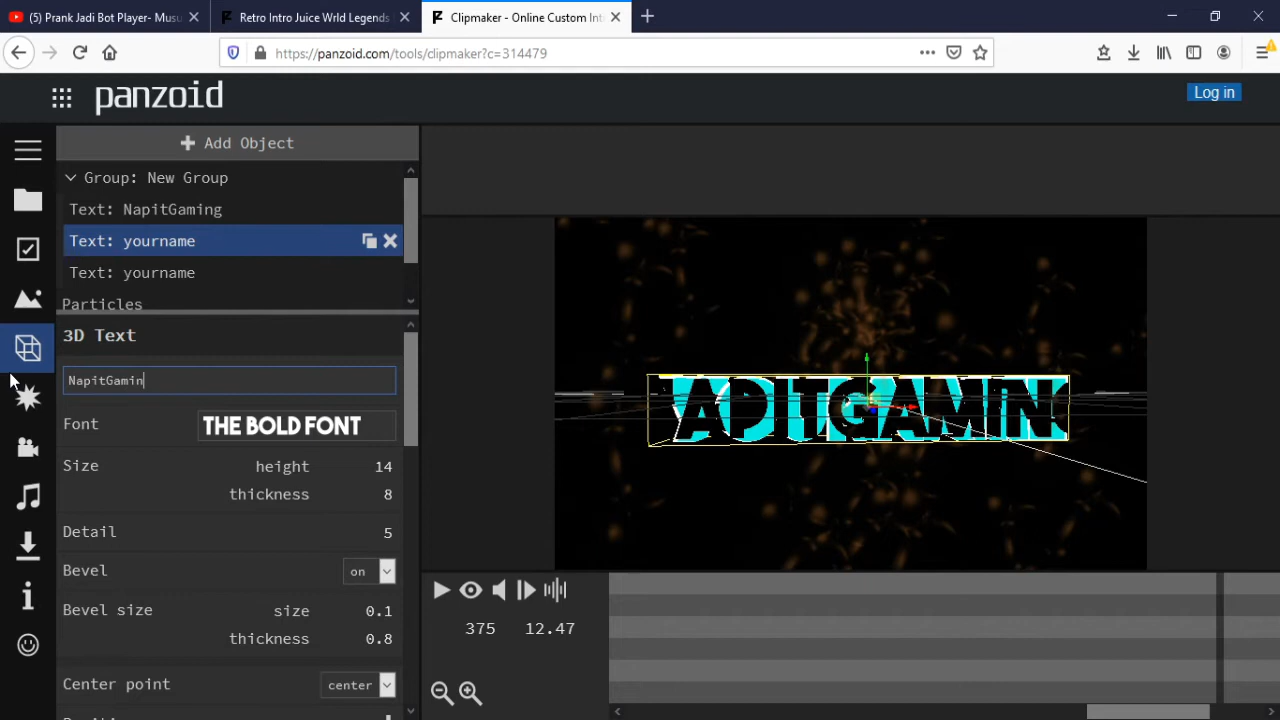 (5) Prank Jadi Bot Player- Musu
Retro Intro Juice Wrld Legends
Clipmaker - Online Custom Int
https://panzoid.com/tools/clipmaker?c=314479
panzoid
Log in
Add Object
Group: New Group
Text: NapitGaming
Text: yourname
Text: yourname
Particles
3D Text
NapitGamin
Font
THE BOLD FONT
Size
height
14
thickness
8
Detail
5
Bevel
on
Bevel size
size
0.1
thickness
0.8
Center point
center
APITGAMIN
375
12.47